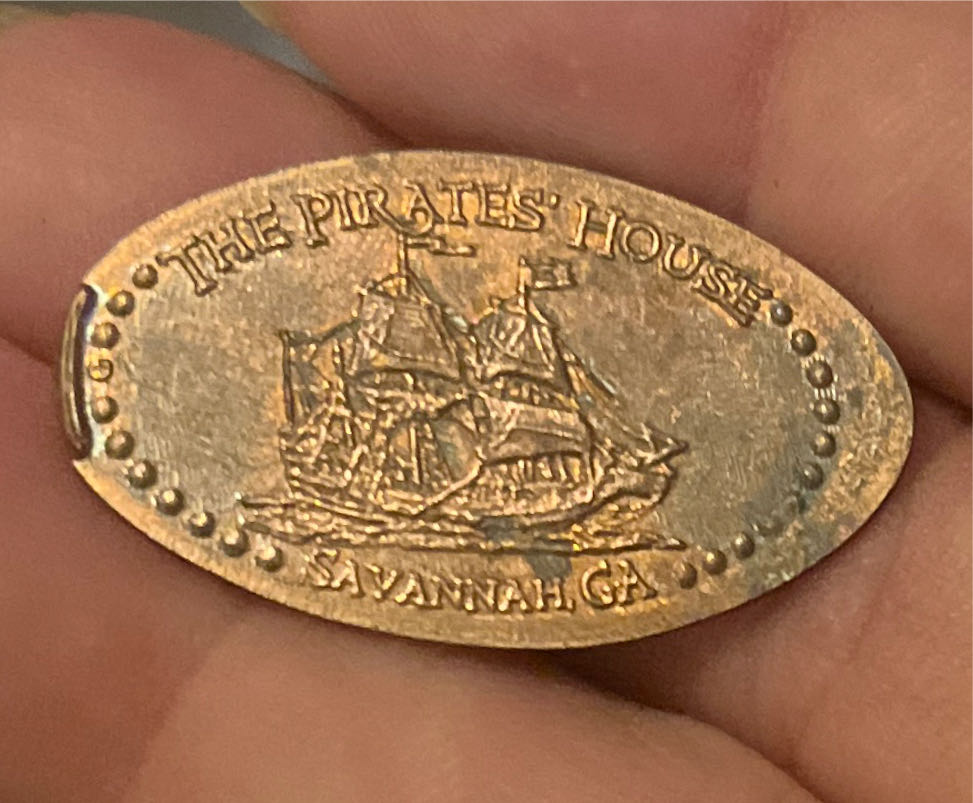 THE PIRATES' HOUSE
SAVANNAH, GA